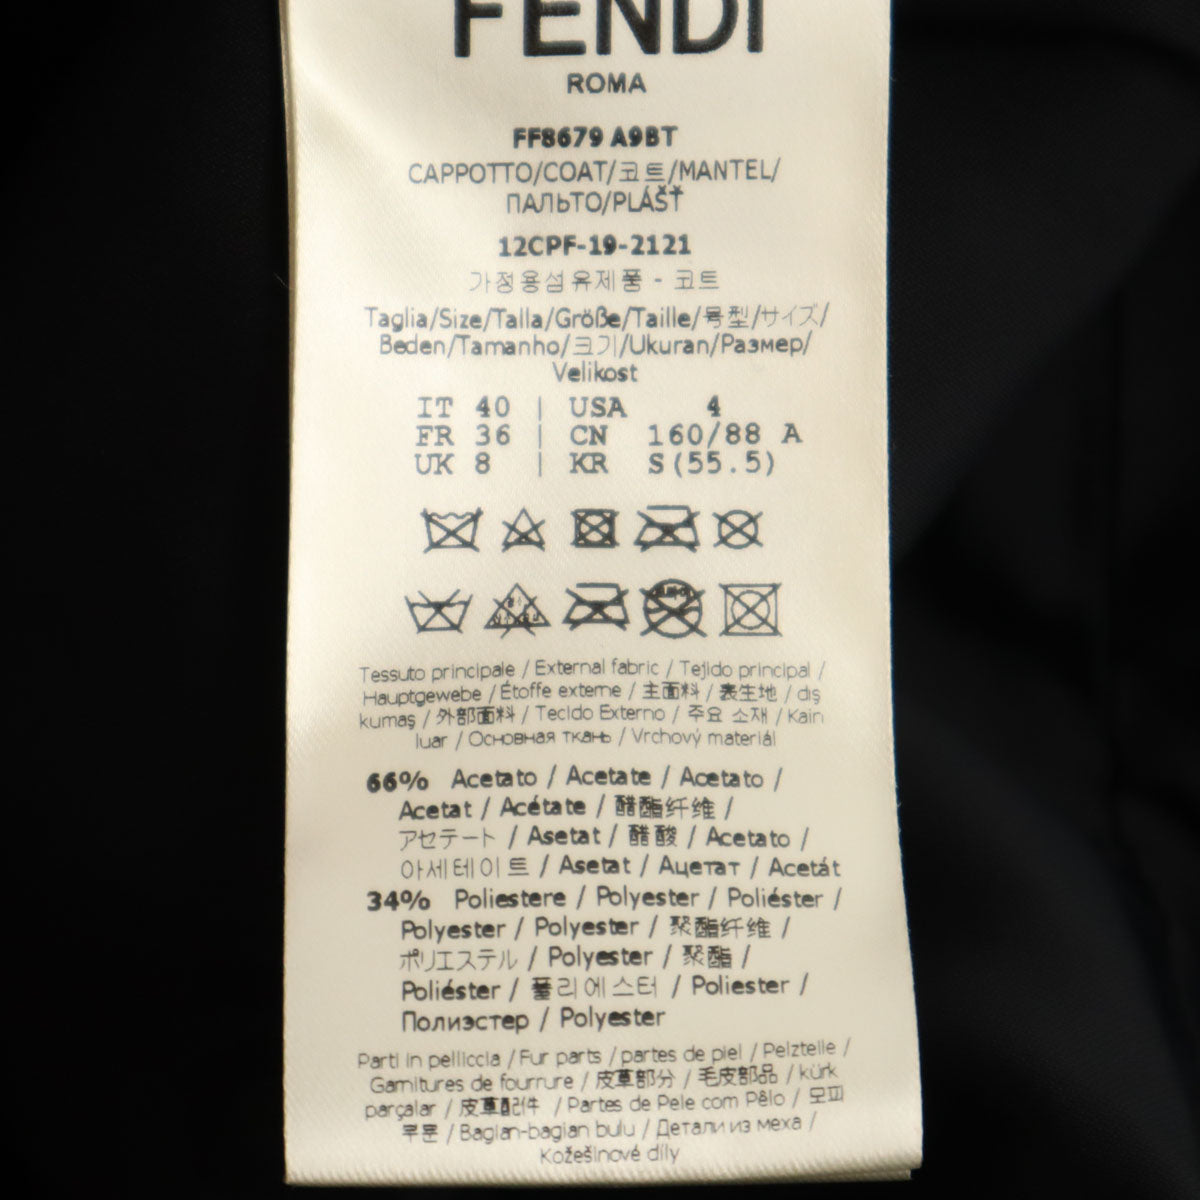 FENDI
ROMA
FF8679 A9BT
CAPPOTTO/COAT/코트/MANTEL/
ПАЛЬТО/PLÁŠŤ
12CPF-19-2121
가정용섬유제품 - 코트
Taglia/Size/Talla/Größe/Taille/号型/サイズ/
Beden/Tamanho/크기/Ukuran/Размер/
Velikost
IT 40 | USA 4
FR 36 | CN 160/88 A
UK 8 | KR S(55.5)
Tessuto principale / External fabric / Tejido principal /
Hauptgewebe / Étoffe externe / 主面料 / 表生地 / dış
kumaş / 外部面料 / Tecido Externo / 주요 소재 / Kain
luar / Основная ткань / Vrchový materiál
66% Acetato / Acetate / Acetato /
Acetat / Acétate / 醋酯纤维 /
アセテート / Asetat / 醋酸 / Acetato /
아세테이트 / Asetat / Ацетат / Acetát
34% Poliestere / Polyester / Poliéster /
Polyester / Polyester / 聚酯纤维 /
ポリエステル / Polyester / 聚酯 /
Poliéster / 폴리에스터 / Poliester /
Полиэстер / Polyester
Parti in pelliccia / Fur parts / partes de piel / Pelzteile /
Garnitures de fourrure / 皮草部分 / 毛皮部品 / kürk
parçalar / 皮草配件 / Partes de Pele com Pêlo / 모피
부분 / Bagian-bagian bulu / Детали из меха /
Kožešinové díly